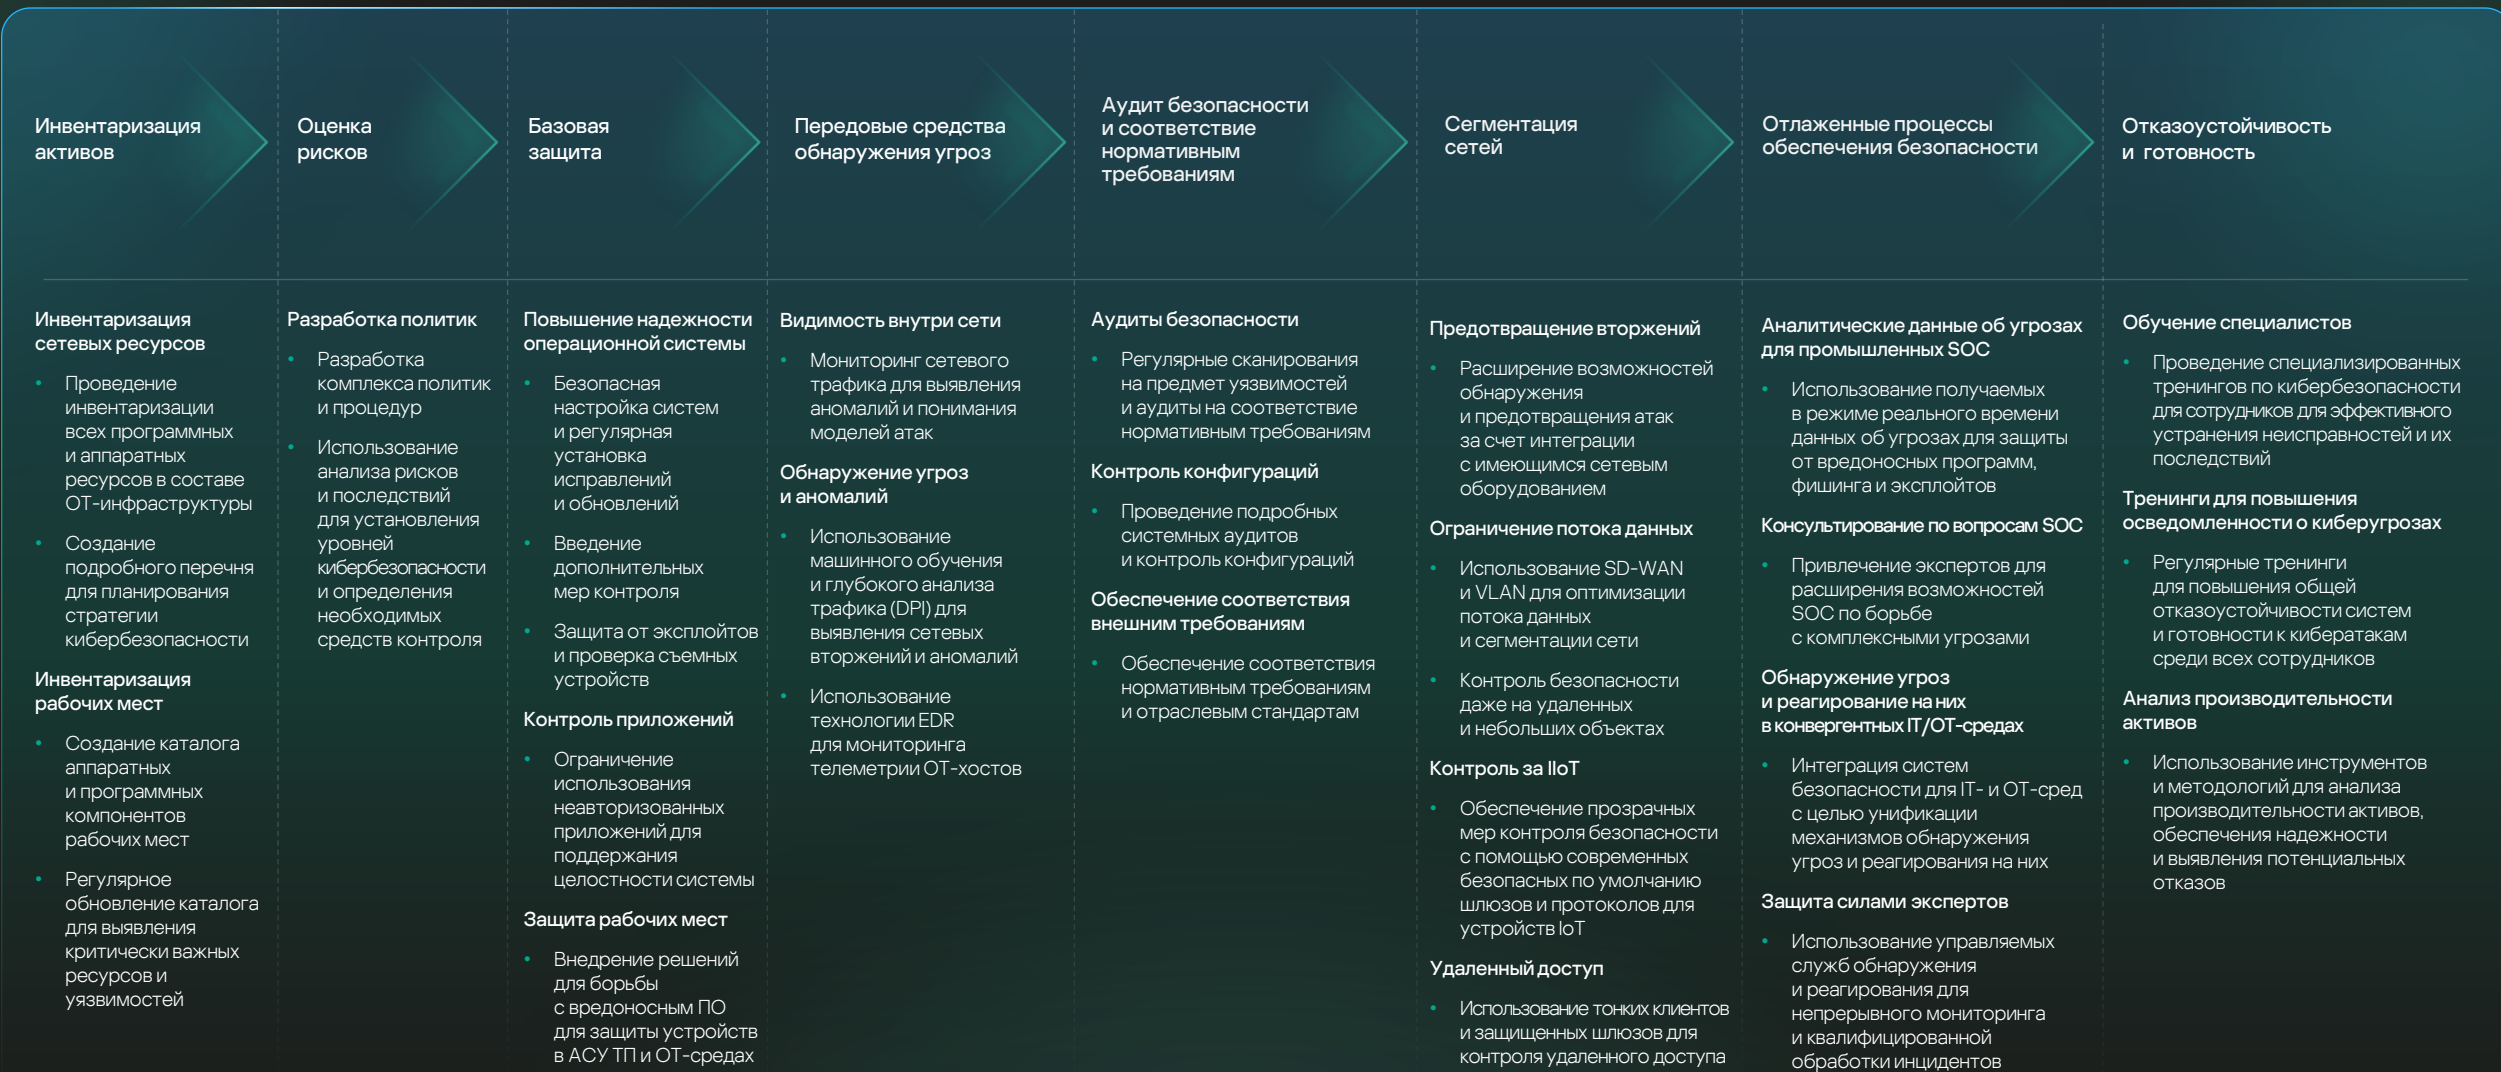 Инвентаризация
активов
Оценка
рисков
Базовая
защита
Передовые средства
обнаружения угроз
Аудит безопасности
и соответствие
нормативным
требованиям
Сегментация
сетей
Отлаженные процессы
обеспечения безопасности
Отказоустойчивость
и готовность
Инвентаризация
сетевых ресурсов
• Проведение
инвентаризации
всех программных
и аппаратных
ресурсов в составе
ОТ-инфраструктуры
• Создание
подробного перечня
для планирования
стратегии
кибербезопасности
Инвентаризация
рабочих мест
• Создание каталога
аппаратных
и программных
компонентов
рабочих мест
• Регулярное
обновление каталога
для выявления
критически важных
ресурсов и
уязвимостей
Разработка политик
• Разработка
комплекса политик
и процедур
• Использование
анализа рисков
и последствий
для установления
уровней
кибербезопасности
и определения
необходимых
средств контроля
Повышение надежности
операционной системы
• Безопасная
настройка систем
и регулярная
установка
исправлений
и обновлений
• Введение
дополнительных
мер контроля
• Защита от эксплойтов
и проверка съемных
устройств
Контроль приложений
• Ограничение
использования
неавторизованных
приложений для
поддержания
целостности системы
Защита рабочих мест
• Внедрение решений
для борьбы
с вредоносным ПО
для защиты устройств
в АСУ ТП и ОТ-средах
Видимость внутри сети
• Мониторинг сетевого
трафика для выявления
аномалий и понимания
моделей атак
Обнаружение угроз
и аномалий
• Использование
машинного обучения
и глубокого анализа
трафика (DPI) для
выявления сетевых
вторжений и аномалий
• Использование
технологии EDR
для мониторинга
телеметрии ОТ-хостов
Аудиты безопасности
• Регулярные сканирования
на предмет уязвимостей
и аудиты на соответствие
нормативным требованиям
Контроль конфигураций
• Проведение подробных
системных аудитов
и контроль конфигураций
Обеспечение соответствия
внешним требованиям
• Обеспечение соответствия
нормативным требованиям
и отраслевым стандартам
Предотвращение вторжений
• Расширение возможностей
обнаружения
и предотвращения атак
за счет интеграции
с имеющимся сетевым
оборудованием
Ограничение потока данных
• Использование SD-WAN
и VLAN для оптимизации
потока данных
и сегментации сети
• Контроль безопасности
даже на удаленных
и небольших объектах
Контроль за IIoT
• Обеспечение прозрачных
мер контроля безопасности
с помощью современных
безопасных по умолчанию
шлюзов и протоколов для
устройств IoT
Удаленный доступ
• Использование тонких клиентов
и защищенных шлюзов для
контроля удаленного доступа
Аналитические данные об угрозах
для промышленных SOC
• Использование получаемых
в режиме реального времени
данных об угрозах для защиты
от вредоносных программ,
фишинга и эксплойтов
Консультирование по вопросам SOC
• Привлечение экспертов для
расширения возможностей
SOC по борьбе
с комплексными угрозами
Обнаружение угроз
и реагирование на них
в конвергентных IT/ОТ-средах
• Интеграция систем
безопасности для IT- и ОТ-сред
с целью унификации
механизмов обнаружения
угроз и реагирования на них
Защита силами экспертов
• Использование управляемых
служб обнаружения
и реагирования для
непрерывного мониторинга
и квалифицированной
обработки инцидентов
Обучение специалистов
• Проведение специализированных
тренингов по кибербезопасности
для сотрудников для эффективного
устранения неисправностей и их
последствий
Тренинги для повышения
осведомленности о киберугрозах
• Регулярные тренинги
для повышения общей
отказоустойчивости систем
и готовности к кибератакам
среди всех сотрудников
Анализ производительности
активов
• Использование инструментов
и методологий для анализа
производительности активов,
обеспечения надежности
и выявления потенциальных
отказов